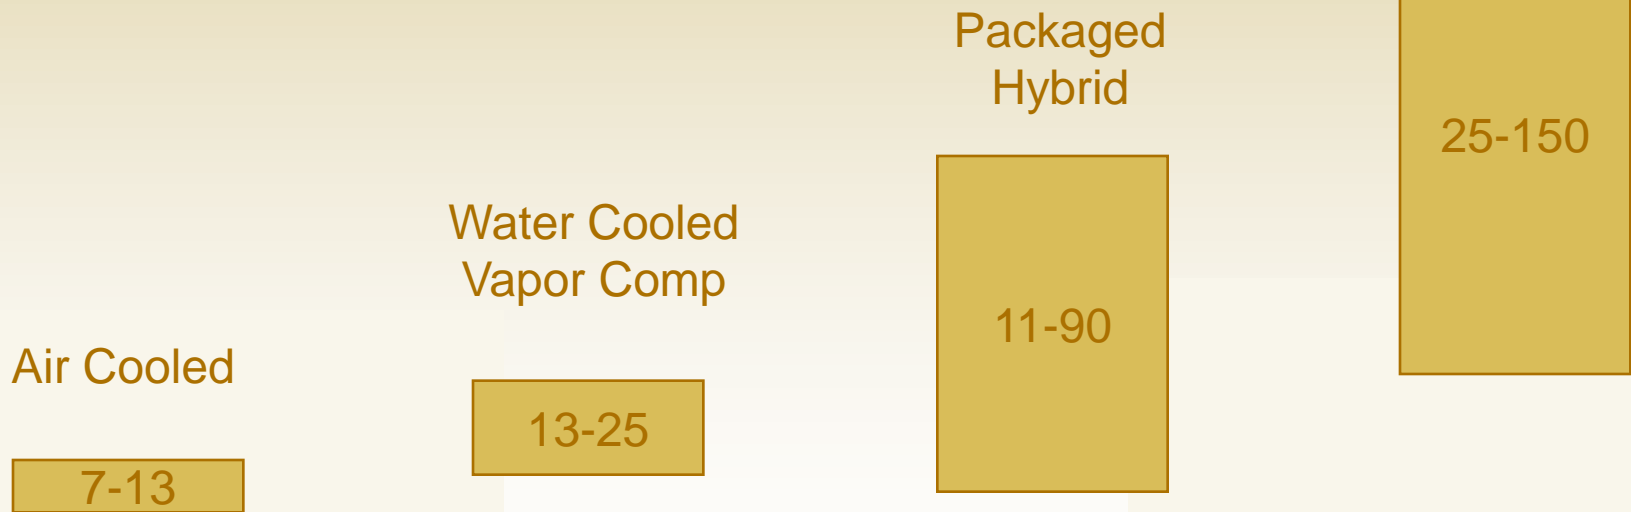 Packaged
Hybrid
25-150
Water Cooled
Vapor Comp
11-90
Air Cooled
13-25
7-13